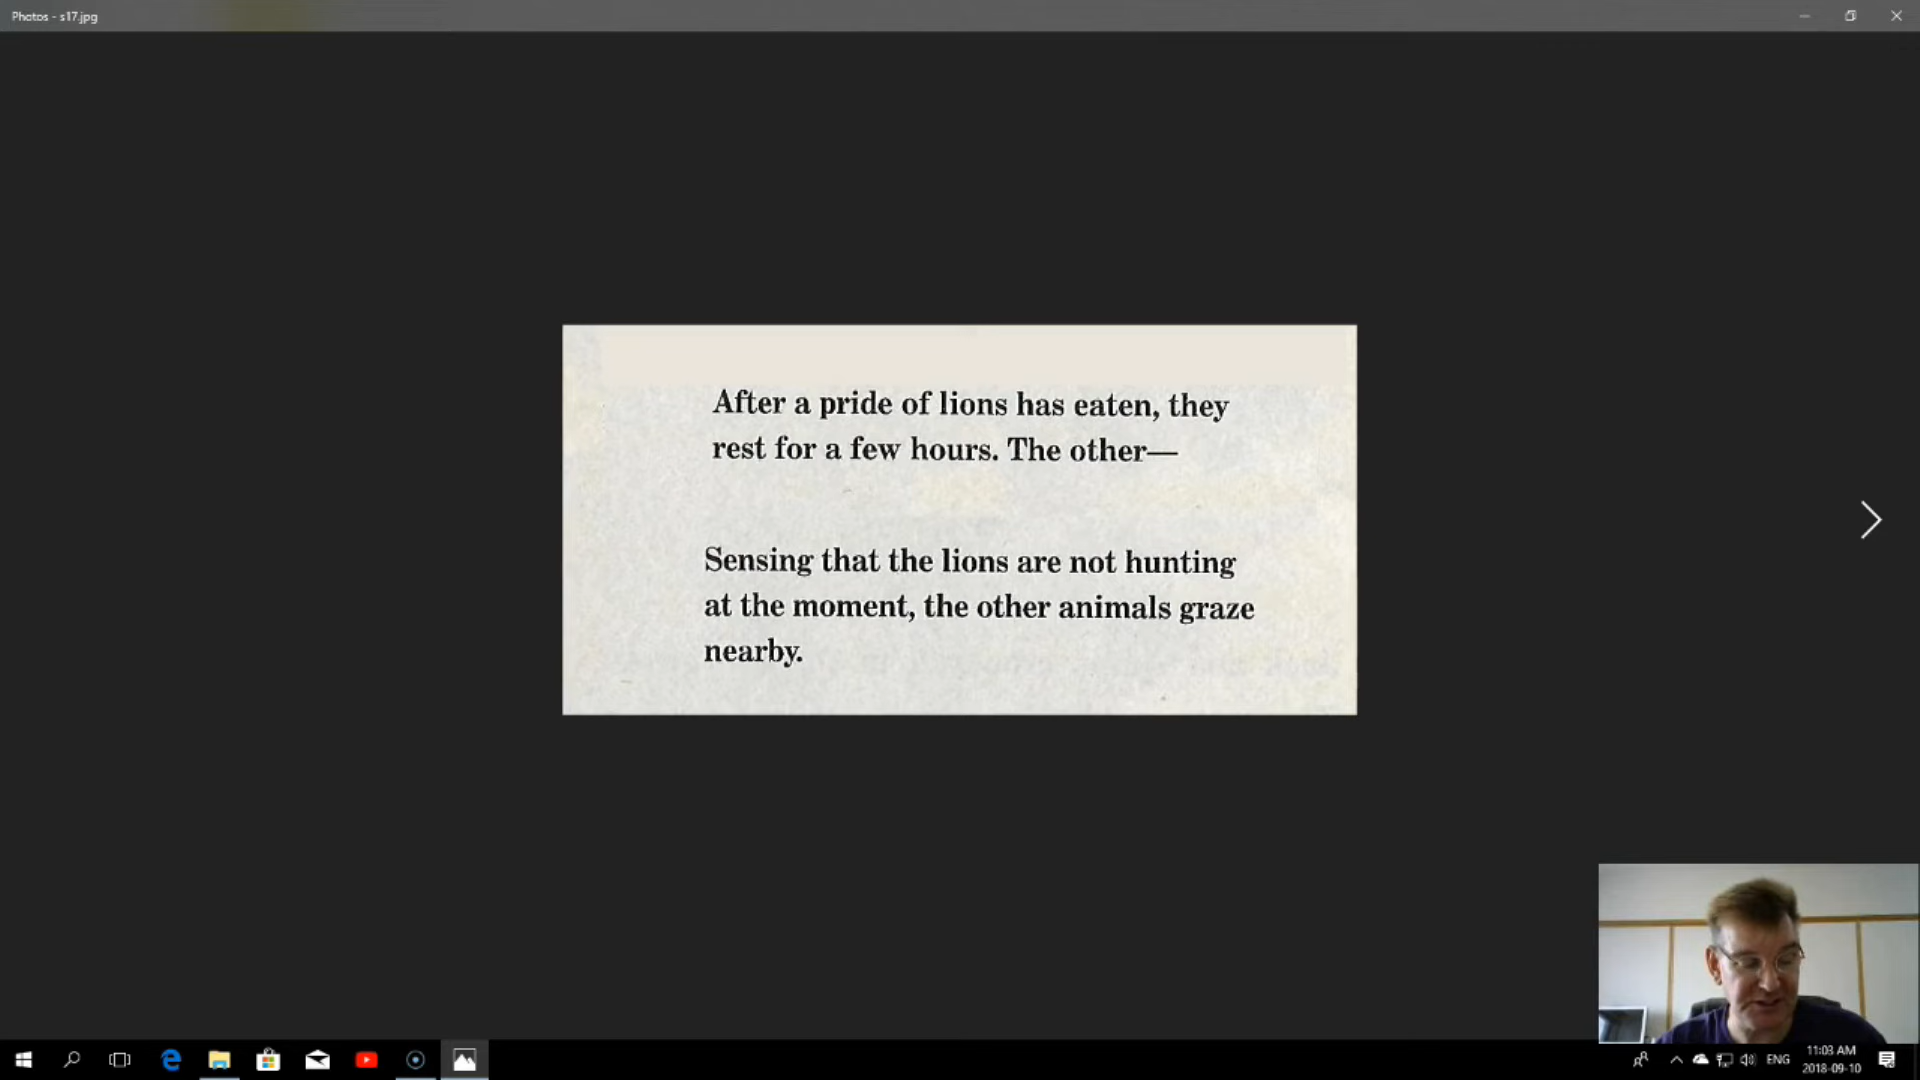 Photos - s17.jpg
After a pride of lions has eaten, they
rest for a few hours. The other—
Sensing that the lions are not hunting
at the moment, the other animals graze
nearby.
ENG
11:03 AM
2018-09-10